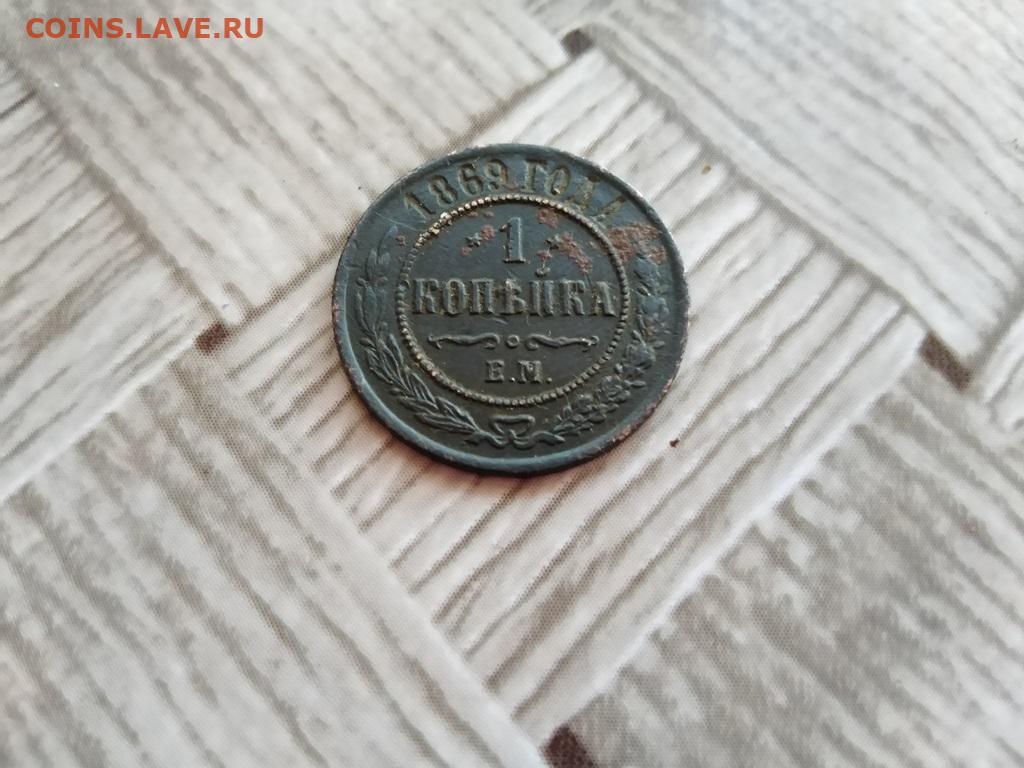 COINS.LAVE.RU
1869 ГОДА
* 1 *
КОПѢЙКА
Е.М.